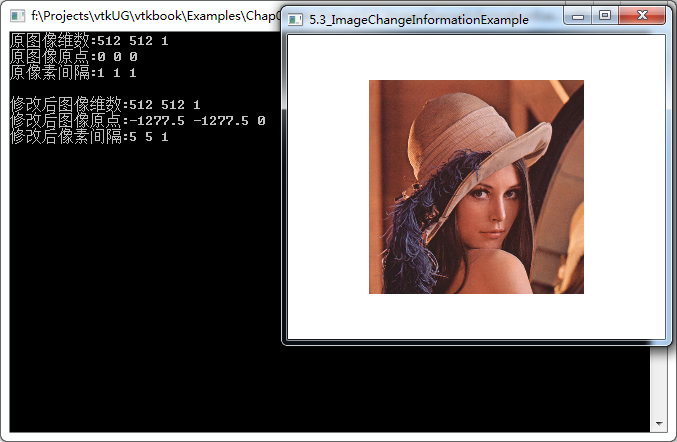 f:\Projects\vtkUG\vtkbook\Examples\Chap
5.3_ImageChangeInformationExample
原图像维数:512 512 1
原图像原点:0 0 0
原像素间隔:1 1 1
修改后图像维数:512 512 1
修改后图像原点:-1277.5 -1277.5 0
修改后像素间隔:5 5 1